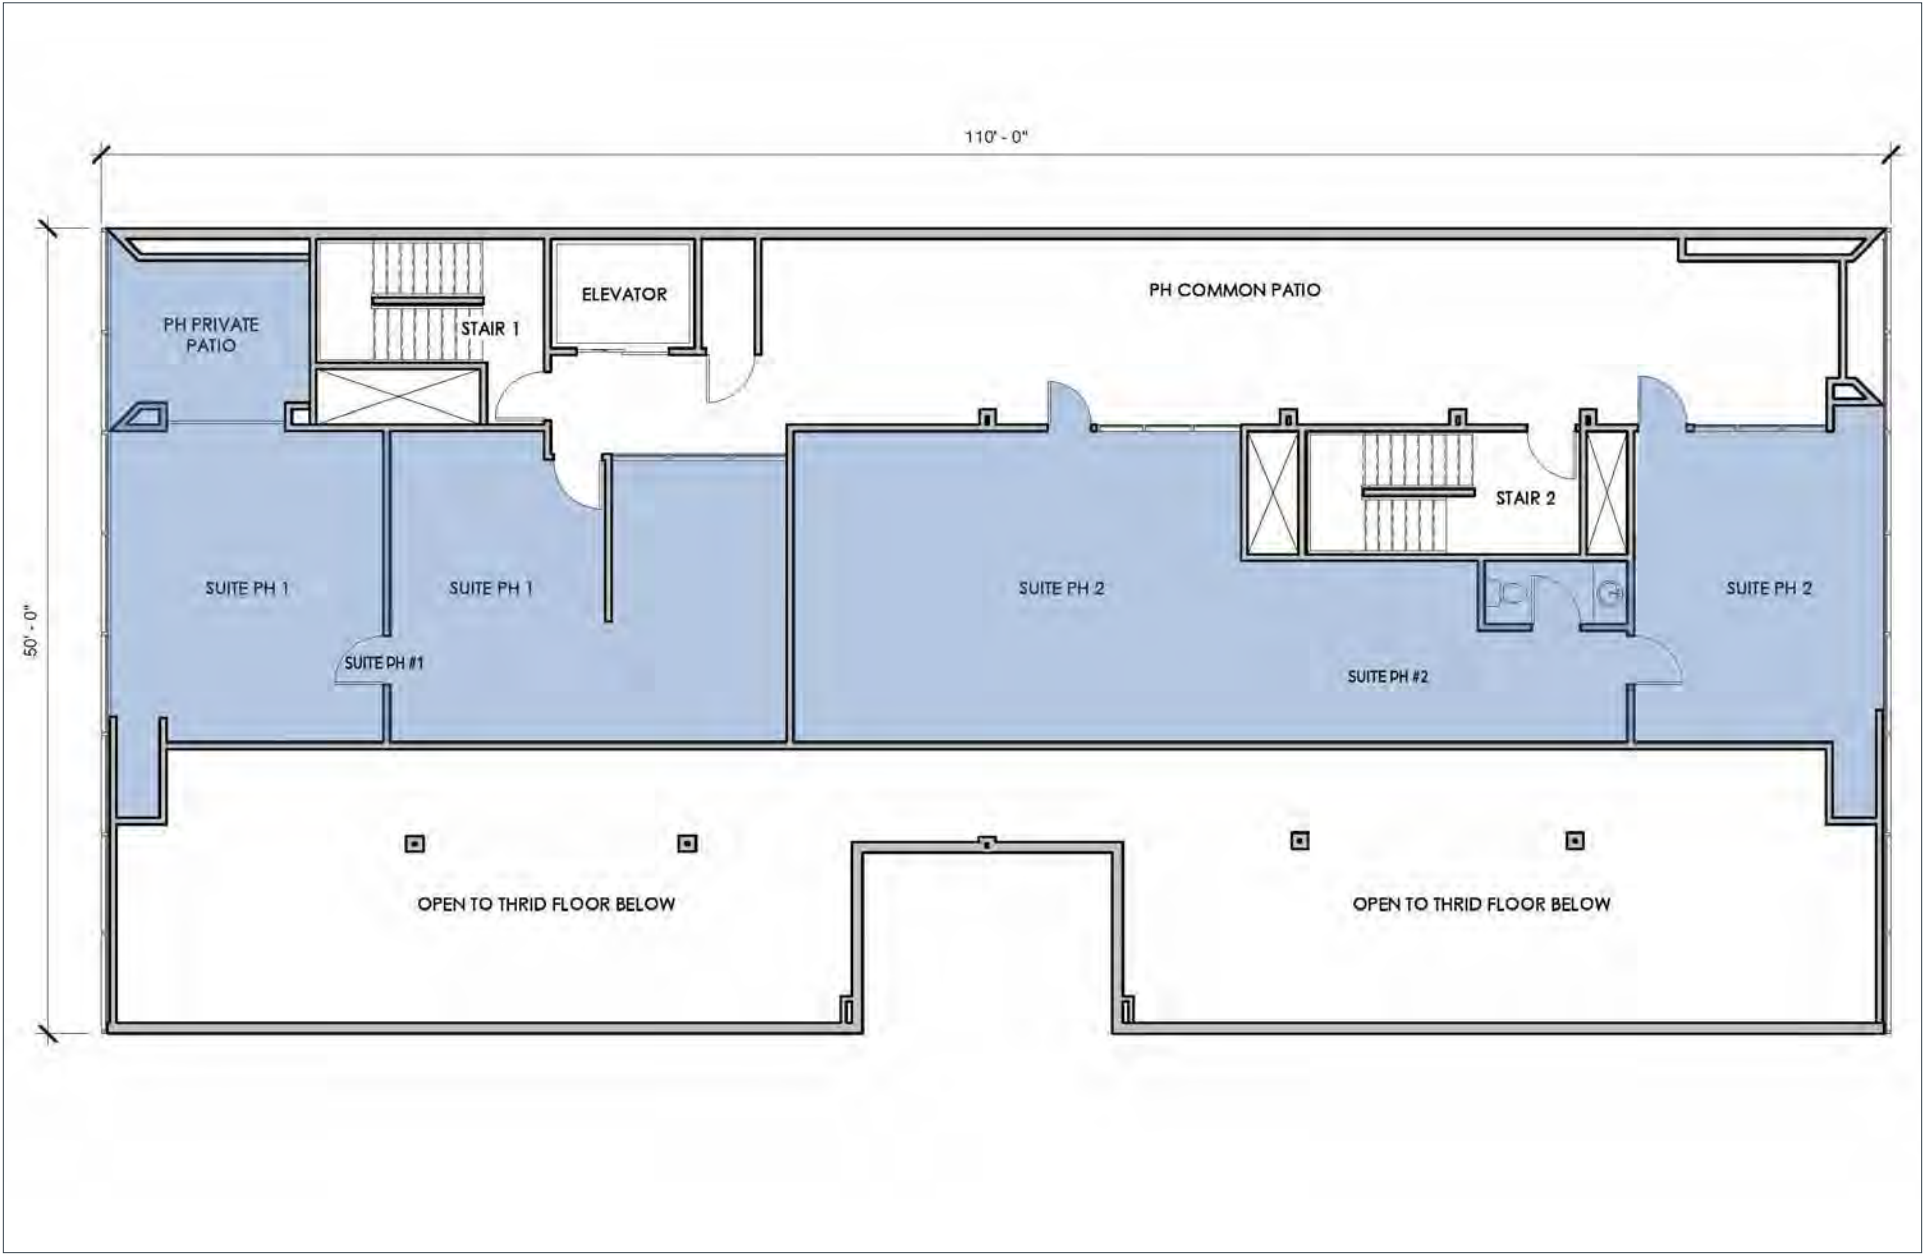 110' - 0"
ELEVATOR
PH COMMON PATIO
PH PRIVATE
PATIO
STAIR 1
STAIR 2
SUITE PH 1
SUITE PH 1
SUITE PH 2
SUITE PH 2
50' - 0"
SUITE PH #1
SUITE PH #2
OPEN TO THRID FLOOR BELOW
OPEN TO THRID FLOOR BELOW